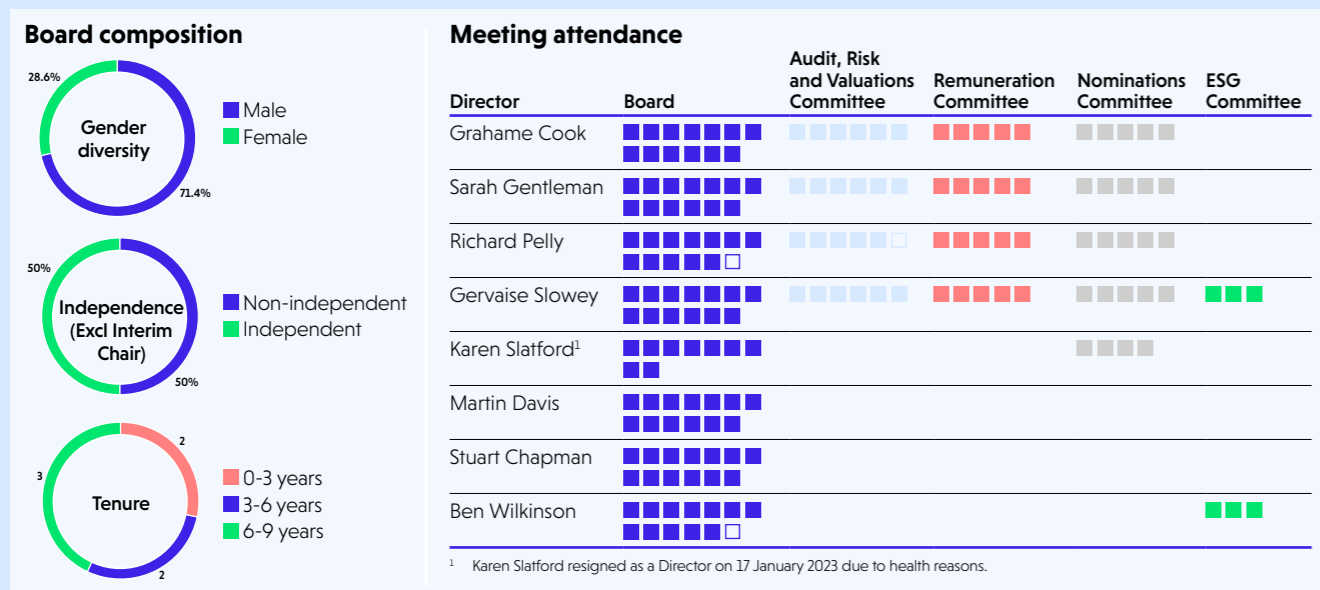 Board composition
28.6%
Gender
diversity
71.4%
Male
Female
50%
Independence
(Excl Interim
Chair)
50%
Non-independent
Independent
2
3
Tenure
2
0-3 years
3-6 years
6-9 years
Meeting attendance
Director
Board
Audit, Risk
and Valuations
Committee
Remuneration
Committee
Nominations
Committee
ESG
Committee
Grahame Cook
Sarah Gentleman
Richard Pelly
Gervaise Slowey
Karen Slatford¹
Martin Davis
Stuart Chapman
Ben Wilkinson
¹ Karen Slatford resigned as a Director on 17 January 2023 due to health reasons.